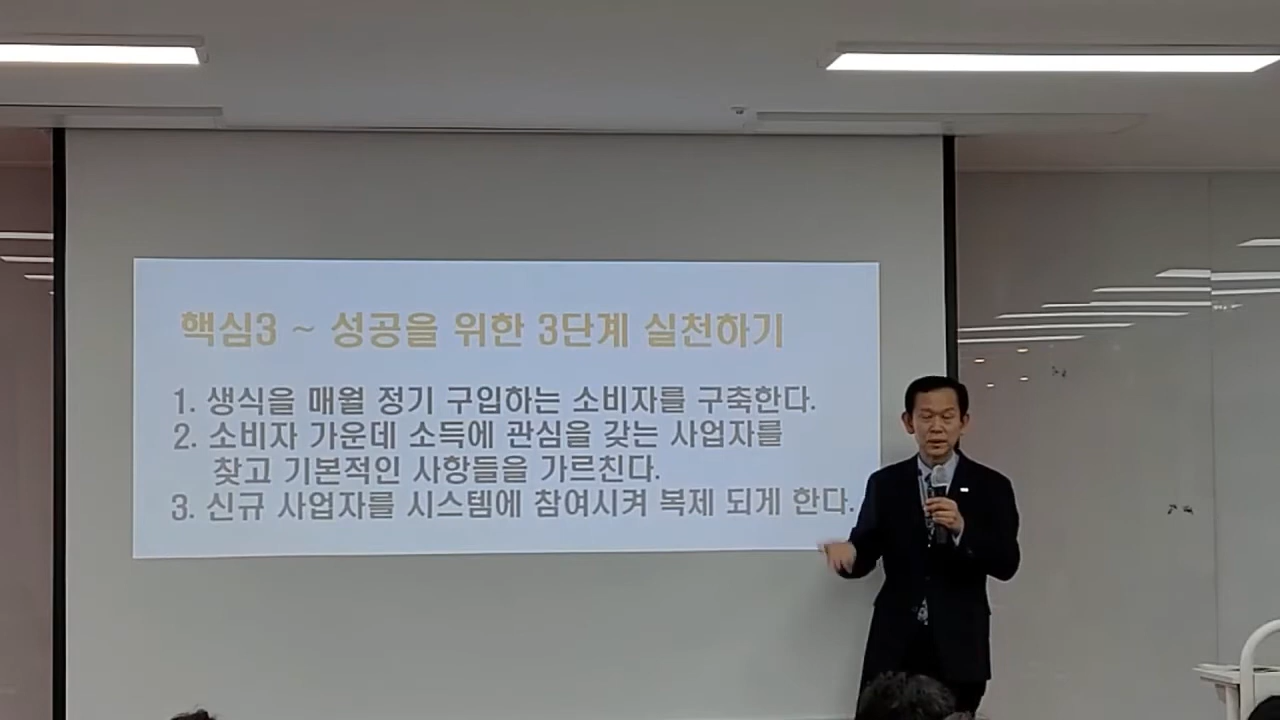 핵심3 ~ 성공을 위한 3단계 실천하기
1. 생식을 매월 정기 구입하는 소비자를 구축한다.
2. 소비자 가운데 소득에 관심을 갖는 사업자를
찾고 기본적인 사항들을 가르친다.
3. 신규 사업자를 시스템에 참여시켜 복제 되게 한다.